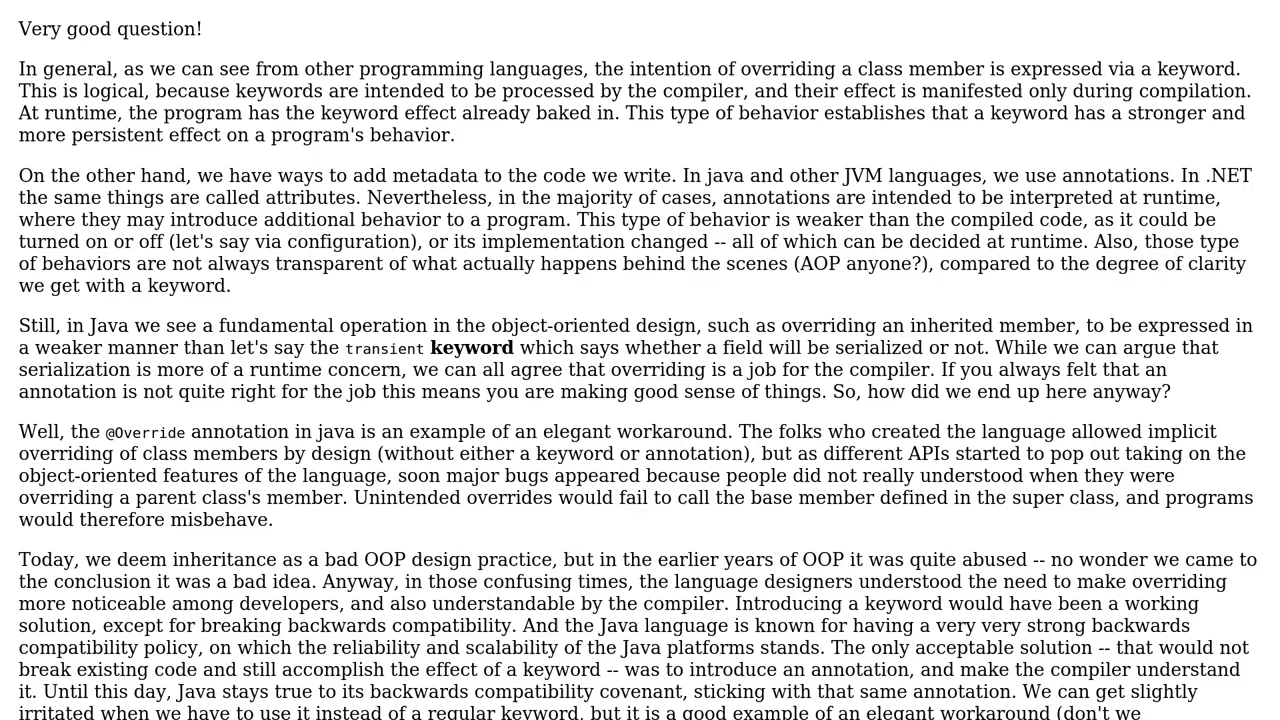 Very good question!
In general, as we can see from other programming languages, the intention of overriding a class member is expressed via a keyword.
This is logical, because keywords are intended to be processed by the compiler, and their effect is manifested only during compilation.
At runtime, the program has the keyword effect already baked in. This type of behavior establishes that a keyword has a stronger and
more persistent effect on a program's behavior.
On the other hand, we have ways to add metadata to the code we write. In java and other JVM languages, we use annotations. In .NET
the same things are called attributes. Nevertheless, in the majority of cases, annotations are intended to be interpreted at runtime,
where they may introduce additional behavior to a program. This type of behavior is weaker than the compiled code, as it could be
turned on or off (let's say via configuration), or its implementation changed -- all of which can be decided at runtime. Also, those type
of behaviors are not always transparent of what actually happens behind the scenes (AOP anyone?), compared to the degree of clarity
we get with a keyword.
Still, in Java we see a fundamental operation in the object-oriented design, such as overriding an inherited member, to be expressed in
a weaker manner than let's say the transient keyword which says whether a field will be serialized or not. While we can argue that
serialization is more of a runtime concern, we can all agree that overriding is a job for the compiler. If you always felt that an
annotation is not quite right for the job this means you are making good sense of things. So, how did we end up here anyway?
Well, the @Override annotation in java is an example of an elegant workaround. The folks who created the language allowed implicit
overriding of class members by design (without either a keyword or annotation), but as different APIs started to pop out taking on the
object-oriented features of the language, soon major bugs appeared because people did not really understood when they were
overriding a parent class's member. Unintended overrides would fail to call the base member defined in the super class, and programs
would therefore misbehave.
Today, we deem inheritance as a bad OOP design practice, but in the earlier years of OOP it was quite abused -- no wonder we came to
the conclusion it was a bad idea. Anyway, in those confusing times, the language designers understood the need to make overriding
more noticeable among developers, and also understandable by the compiler. Introducing a keyword would have been a working
solution, except for breaking backwards compatibility. And the Java language is known for having a very very strong backwards
compatibility policy, on which the reliability and scalability of the Java platforms stands. The only acceptable solution -- that would not
break existing code and still accomplish the effect of a keyword -- was to introduce an annotation, and make the compiler understand
it. Until this day, Java stays true to its backwards compatibility covenant, sticking with that same annotation. We can get slightly
irritated when we have to use it instead of a regular keyword, but it is a good example of an elegant workaround (don't we